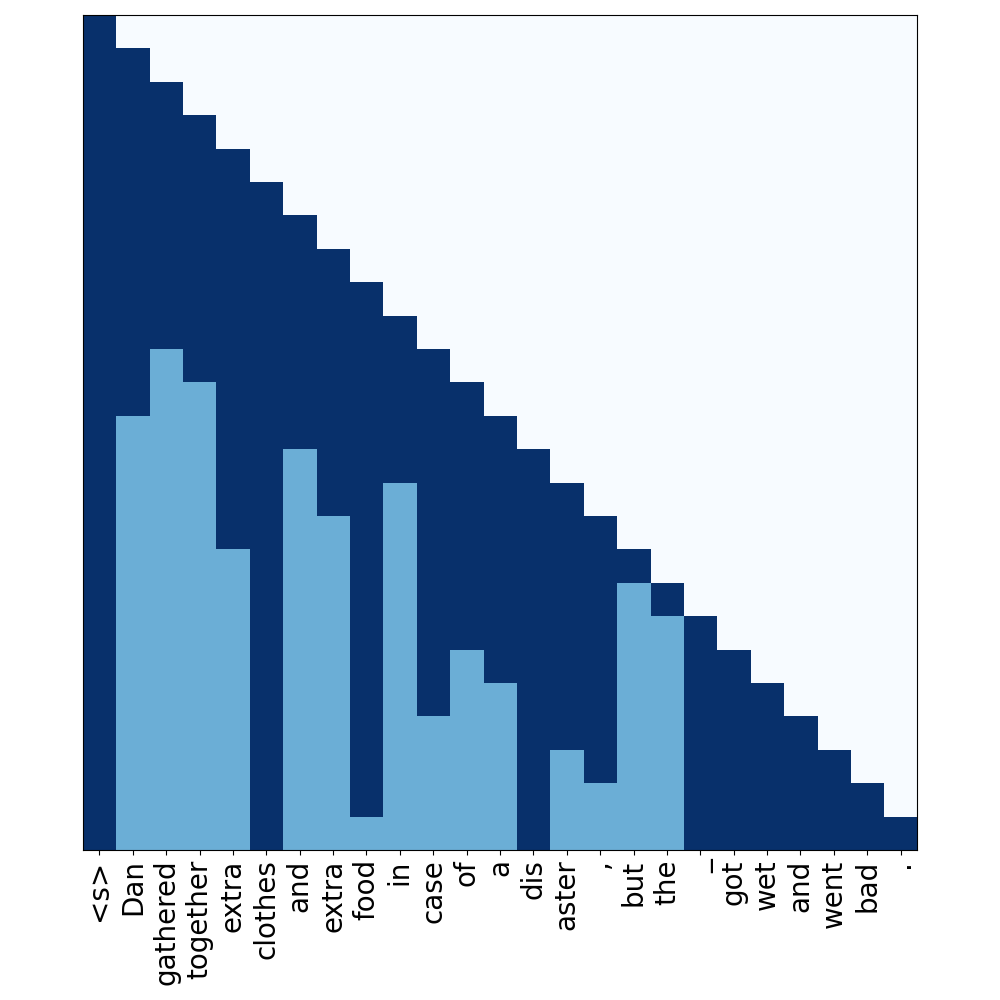 <s>
Dan
gathered
together
extra
clothes
and
extra
food
in
case
of
a
dis
aster
,
but
the
_
got
wet
and
went
bad
.